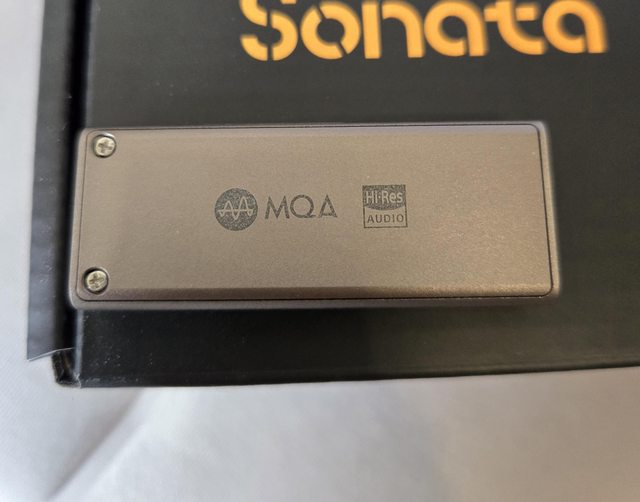 Sonata
MQA
Hi-Res
AUDIO